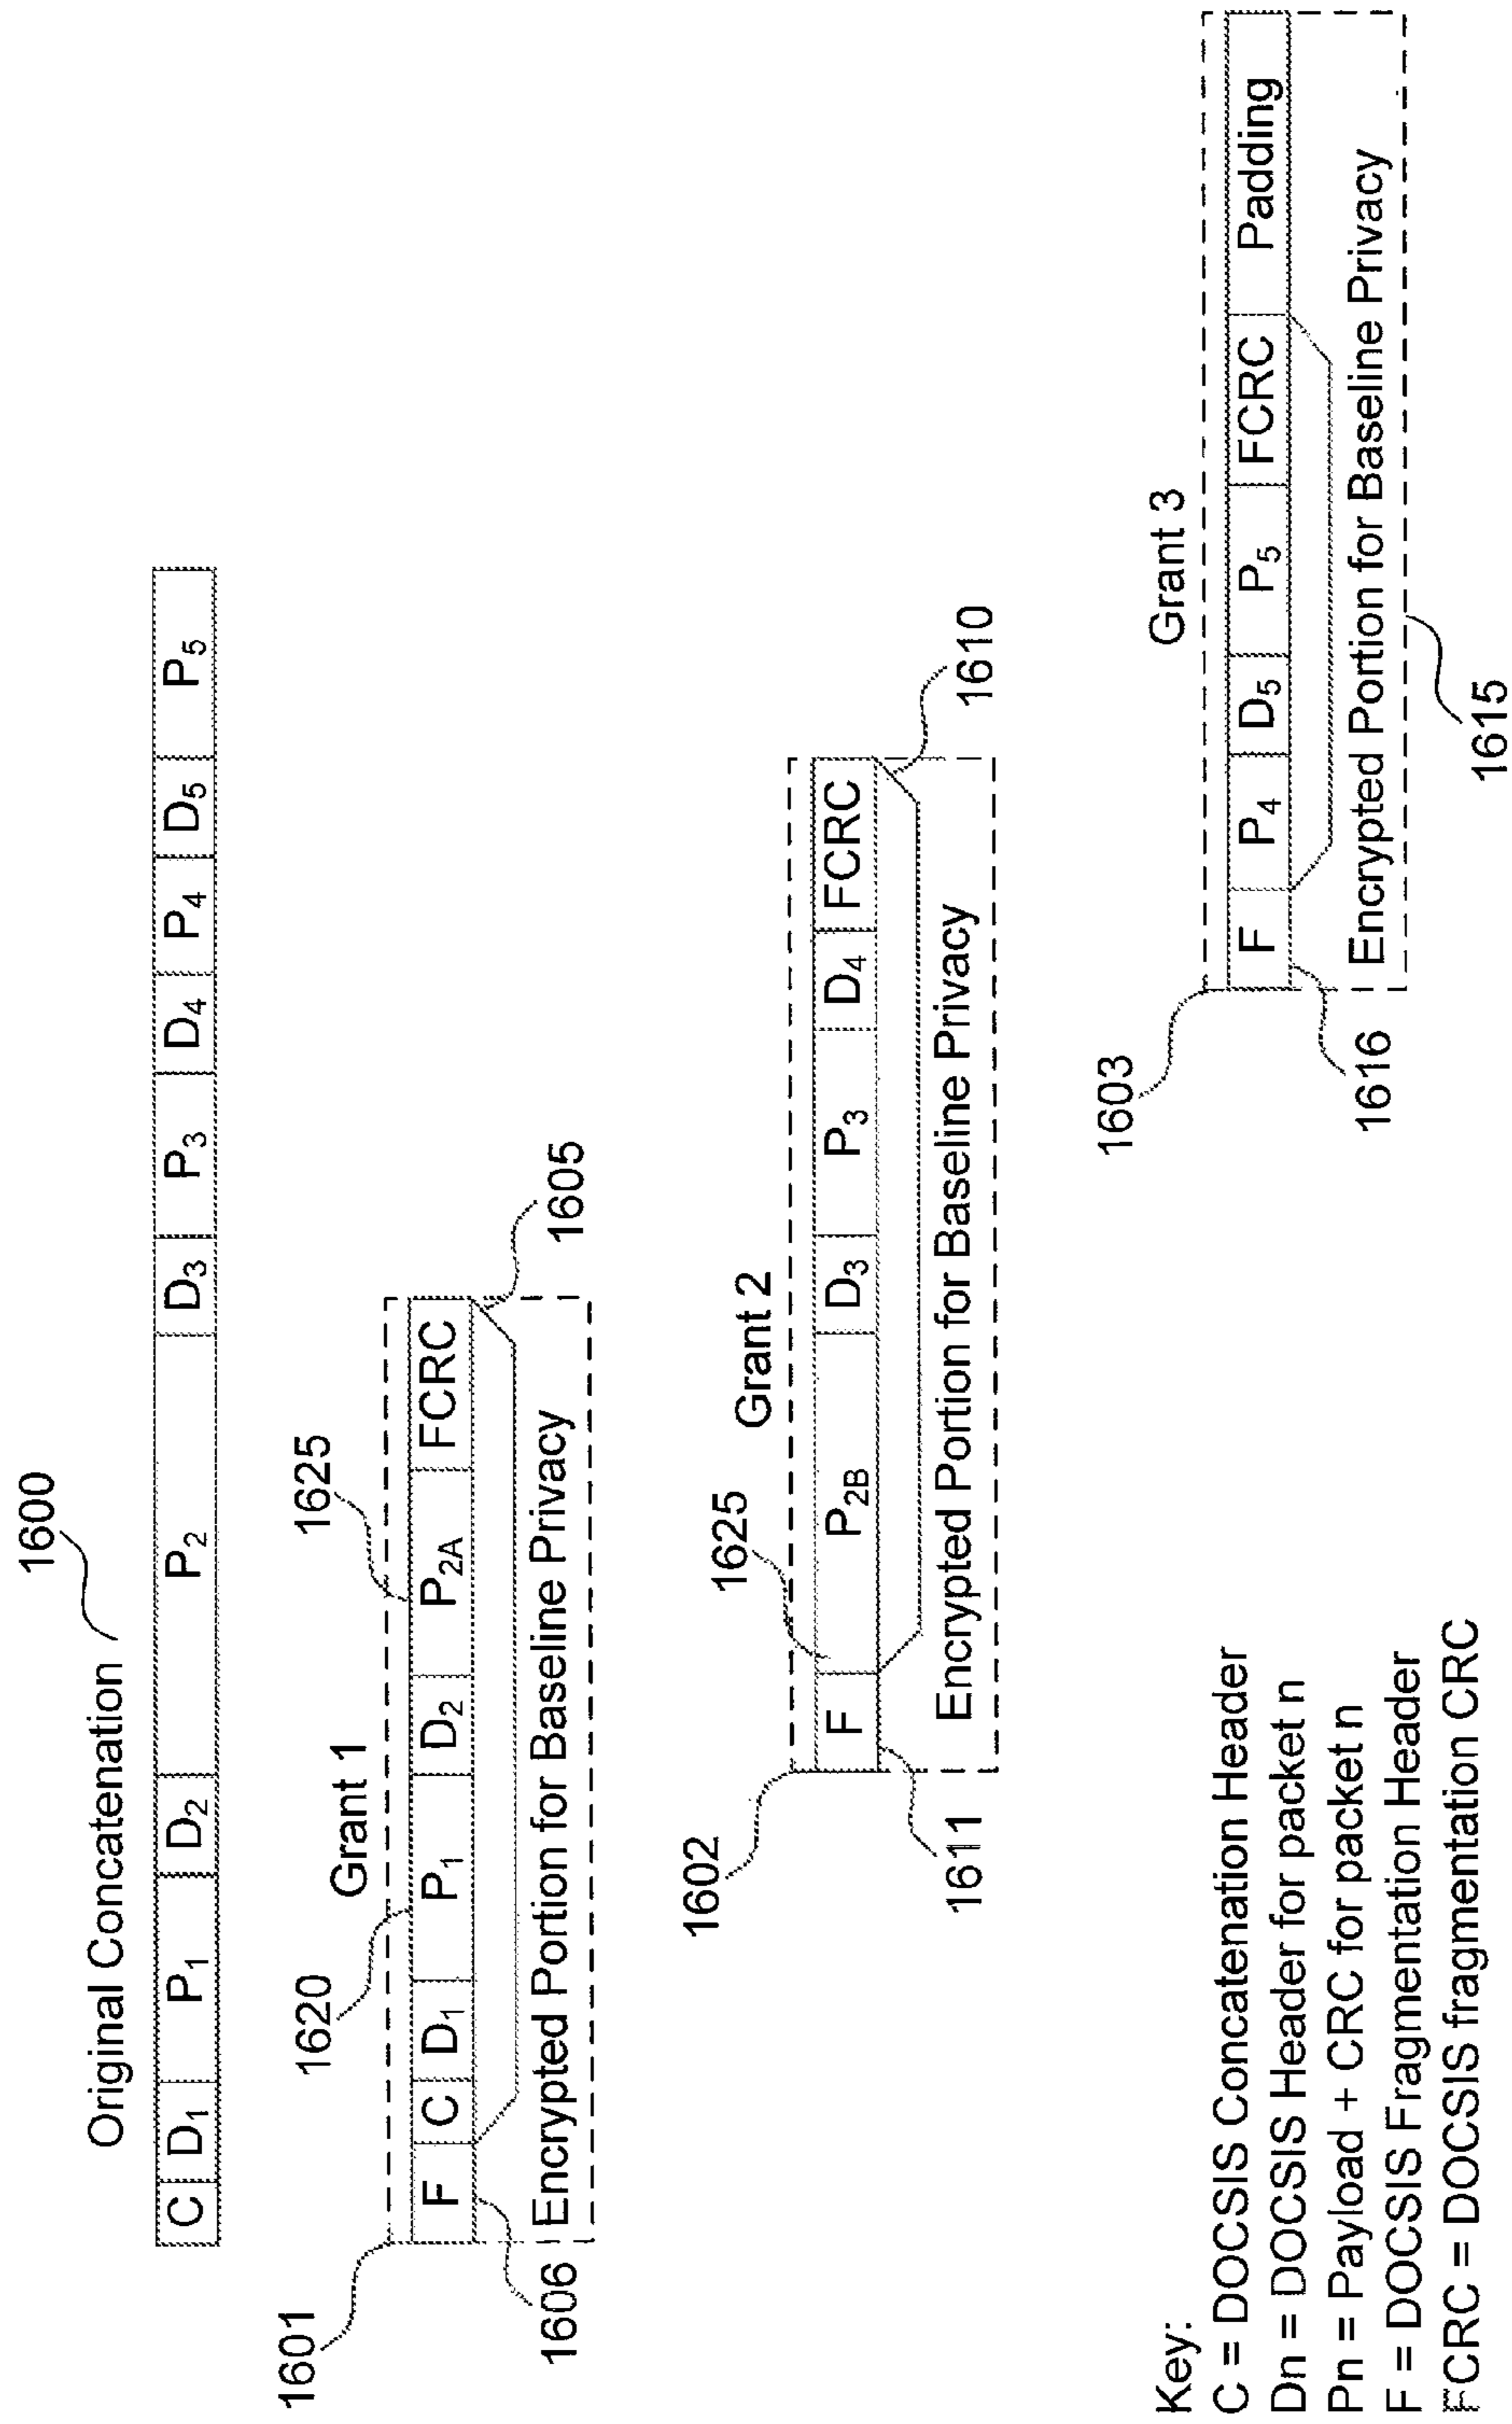 1600
Original Concatenation
C D1 P1 D2 P2 D3 P3 D4 P4 D5 P5
1601
1620
Grant 1
1625
F C D1 P1 D2 P2A FCRC
1606
Encrypted Portion for Baseline Privacy
1605
1602
1625
Grant 2
F P2B D3 P3 D4 FCRC
1611
Encrypted Portion for Baseline Privacy
1610
1603
Grant 3
F P4 D5 P5 FCRC Padding
1616
Encrypted Portion for Baseline Privacy
1615
Key:
C = DOCSIS Concatenation Header
Dn = DOCSIS Header for packet n
Pn = Payload + CRC for packet n
F = DOCSIS Fragmentation Header
FCRC = DOCSIS fragmentation CRC